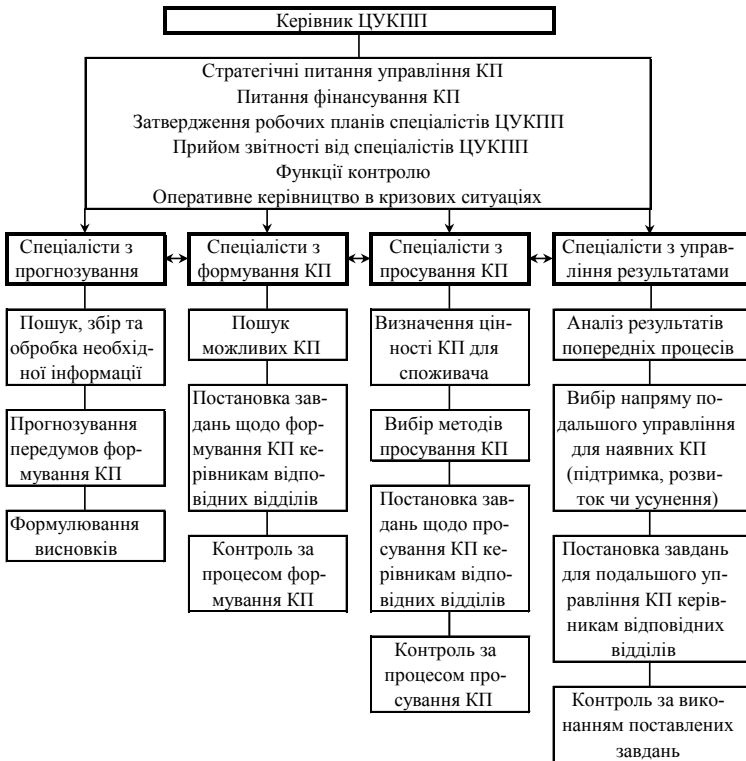 Керівник ЦУКПП
Стратегічні питання управління КП
Питання фінансування КП
Затвердження робочих планів спеціалістів ЦУКПП
Прийом звітності від спеціалістів ЦУКПП
Функції контролю
Оперативне керівництво в кризових ситуаціях
Спеціалісти з
прогнозування
Пошук, збір та
обробка необхід-
ної інформації
Прогнозування
передумов фор-
мування КП
Формулювання
висновків
Спеціалісти з
формування КП
Пошук
можливих КП
Постановка зав-
дань щодо фор-
мування КП ке-
рівникам відпо-
відних відділів
Контроль за
процесом фор-
мування КП
Спеціалісти з
просування КП
Визначення цін-
ності КП для
споживача
Вибір методів
просування КП
Постановка зав-
дань щодо про-
сування КП ке-
рівникам відпо-
відних відділів
Контроль за
процесом про-
сування КП
Спеціалісти з управ-
ління результатами
Аналіз результатів
попередніх процесів
Вибір напряму по-
дальшого управління
для наявних КП
(підтримка, розви-
ток чи усунення)
Постановка завдань
для подальшого уп-
равління КП керів-
никам відповідних
відділів
Контроль за вико-
нанням поставлених
завдань